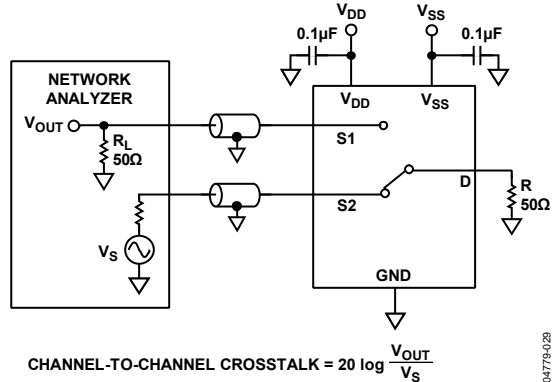 VDD
VSS
0.1µF
0.1µF
NETWORK
ANALYZER
VDD
VSS
VOUT
S1
RL
50Ω
S2
D
R
50Ω
VS
GND
CHANNEL-TO-CHANNEL CROSSTALK = 20 log VOUT/VS
04779-029